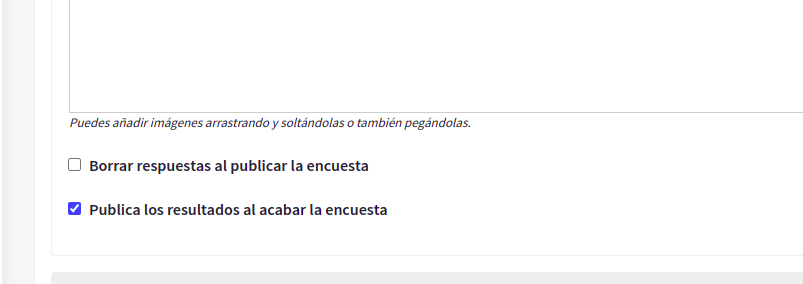 Puedes añadir imágenes arrastrando y soltándolas o también pegándolas.
Borrar respuestas al publicar la encuesta
Publica los resultados al acabar la encuesta